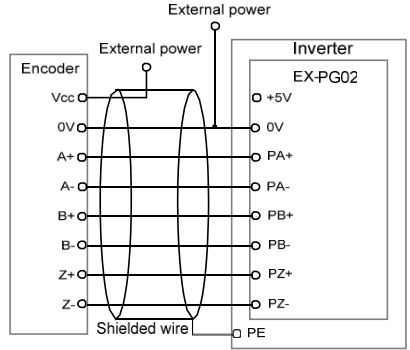 External power
External power
Inverter
Encoder
EX-PG02
Vcc
+5V
0V
0V
A+
PA+
A-
PA-
B+
PB+
B-
PB-
Z+
PZ+
Z-
PZ-
Shielded wire
PE